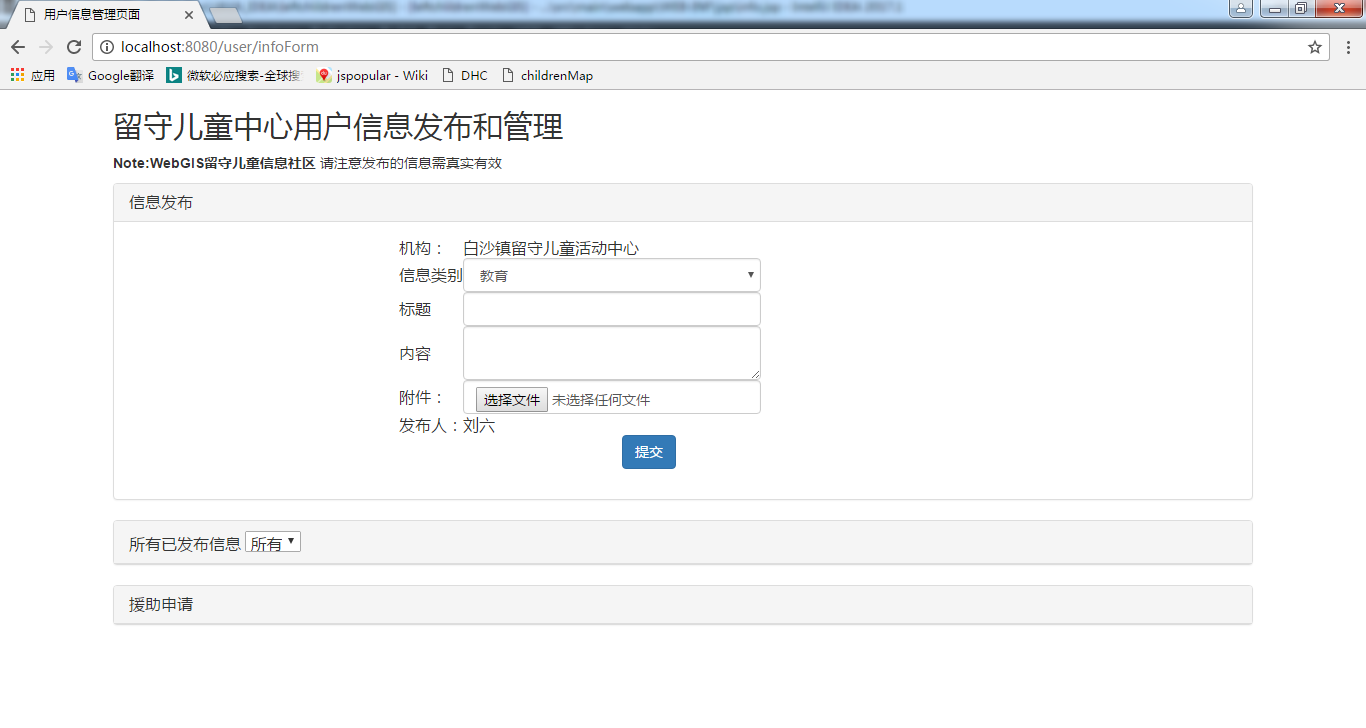 用户信息管理页面
localhost:8080/user/infoForm
应用 Google翻译 微软必应搜索-全球搜 jspopular - Wiki DHC childrenMap
留守儿童中心用户信息发布和管理
Note:WebGIS留守儿童信息社区 请注意发布的信息需真实有效
信息发布
机构： 白沙镇留守儿童活动中心
信息类别 教育
标题
内容
附件： 选择文件 未选择任何文件
发布人：刘六
提交
所有已发布信息 所有
援助申请